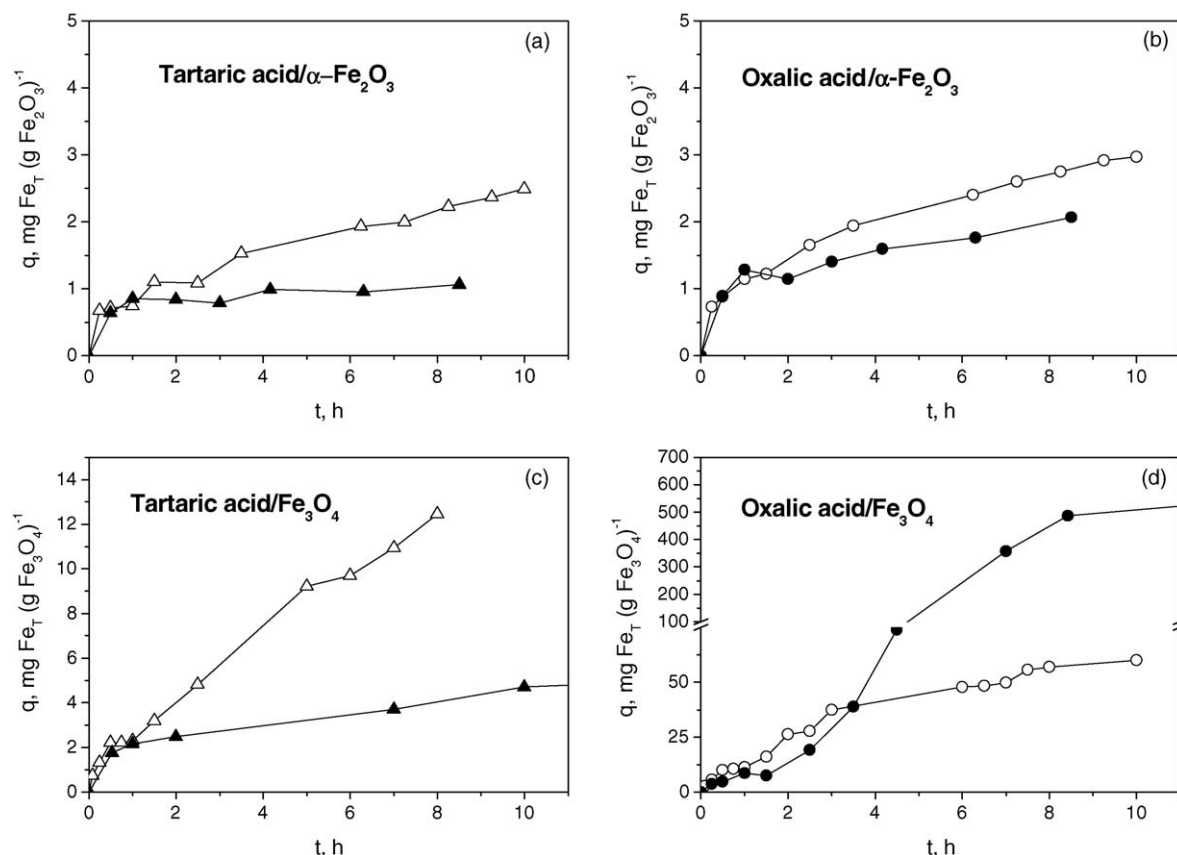 (a)
Tartaric acid/α–Fe₂O₃
q, mg Fe_T (g Fe₂O₃)⁻¹
5
4
3
2
1
0
0 2 4 6 8 10
t, h
(b)
Oxalic acid/α-Fe₂O₃
q, mg Fe_T (g Fe₂O₃)⁻¹
5
4
3
2
1
0
0 2 4 6 8 10
t, h
(c)
Tartaric acid/Fe₃O₄
q, mg Fe_T (g Fe₃O₄)⁻¹
14
12
10
8
6
4
2
0
0 2 4 6 8 10
t, h
(d)
Oxalic acid/Fe₃O₄
q, mg Fe_T (g Fe₃O₄)⁻¹
700
600
500
400
300
200
100
50
25
0
0 2 4 6 8 10
t, h